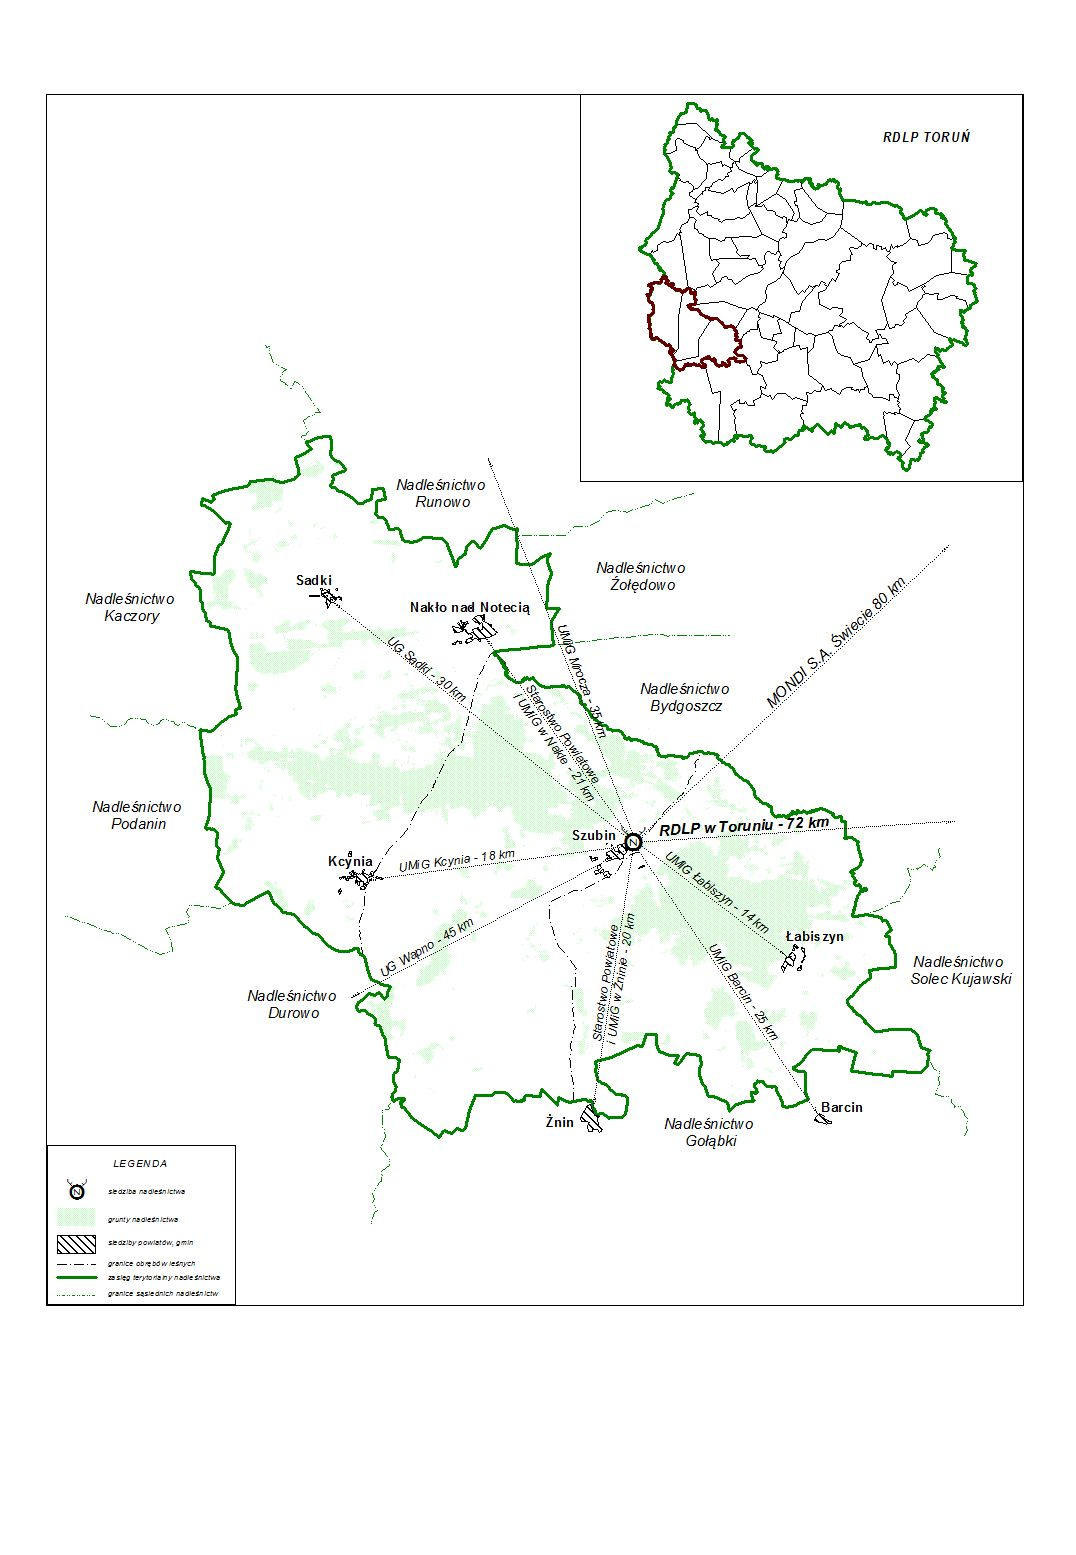 RDLP TORUŃ
Nadleśnictwo
Runowo
Nadleśnictwo
Żołędowo
Sadki
Nadleśnictwo
Kaczory
Nakło nad Notecią
UG Sadki - 30 km
UMiG Mrocza - 35 km
MONDI S.A. Świecie 80 km
Nadleśnictwo
Bydgoszcz
Starostwo Powiatowe
i UMiG w Nakle - 21 km
Nadleśnictwo
Podanin
RDLP w Toruniu - 72 km
Szubin
N
Kcynia
UMiG Kcynia - 18 km
UMiG Łabiszyn - 14 km
UG Wapno - 45 km
Łabiszyn
Starostwo Powiatowe
i UMiG w Żninie - 20 km
UMiG Barcin - 25 km
Nadleśnictwo
Solec Kujawski
Nadleśnictwo
Durowo
Barcin
Żnin
Nadleśnictwo
Gołąbki
LEGENDA
N
siedziba nadleśnictwa
grunty nadleśnictwa
siedziby powiatów, gmin
granice obrębów leśnych
zasięg terytorialny nadleśnictwa
granice sąsiednich nadleśnictw